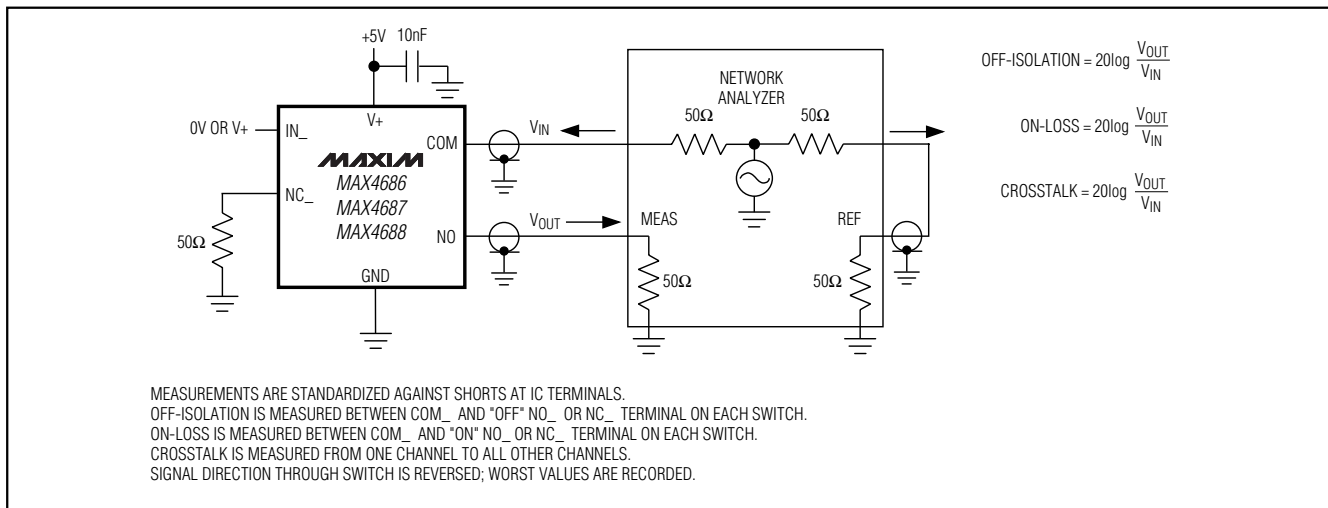 +5V 10nF
V+
0V OR V+
IN_
COM
MAXIM
MAX4686
MAX4687
MAX4688
NC_
NO
50Ω
GND
VIN
VOUT
NETWORK
ANALYZER
50Ω 50Ω
MEAS REF
50Ω 50Ω
OFF-ISOLATION = 20log VOUT
VIN
ON-LOSS = 20log VOUT
VIN
CROSSTALK = 20log VOUT
VIN
MEASUREMENTS ARE STANDARDIZED AGAINST SHORTS AT IC TERMINALS.
OFF-ISOLATION IS MEASURED BETWEEN COM_ AND "OFF" NO_ OR NC_ TERMINAL ON EACH SWITCH.
ON-LOSS IS MEASURED BETWEEN COM_ AND "ON" NO_ OR NC_ TERMINAL ON EACH SWITCH.
CROSSTALK IS MEASURED FROM ONE CHANNEL TO ALL OTHER CHANNELS.
SIGNAL DIRECTION THROUGH SWITCH IS REVERSED; WORST VALUES ARE RECORDED.